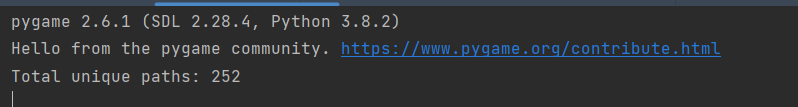 pygame 2.6.1 (SDL 2.28.4, Python 3.8.2)
Hello from the pygame community. https://www.pygame.org/contribute.html
Total unique paths: 252